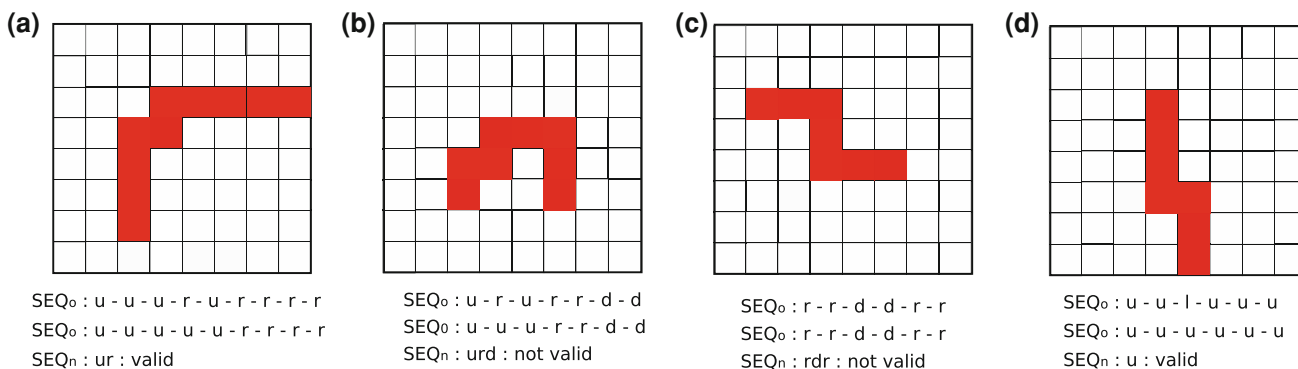 (a)
SEQo : u - u - u - r - u - r - r - r - r
SEQo : u - u - u - u - u - r - r - r - r
SEQn : ur : valid
(b)
SEQo : u - r - u - r - r - d - d
SEQ0 : u - u - u - r - r - d - d
SEQn : urd : not valid
(c)
SEQo : r - r - d - d - r - r
SEQo : r - r - d - d - r - r
SEQn : rdr : not valid
(d)
SEQo : u - u - l - u - u - u
SEQo : u - u - u - u - u - u
SEQn : u : valid